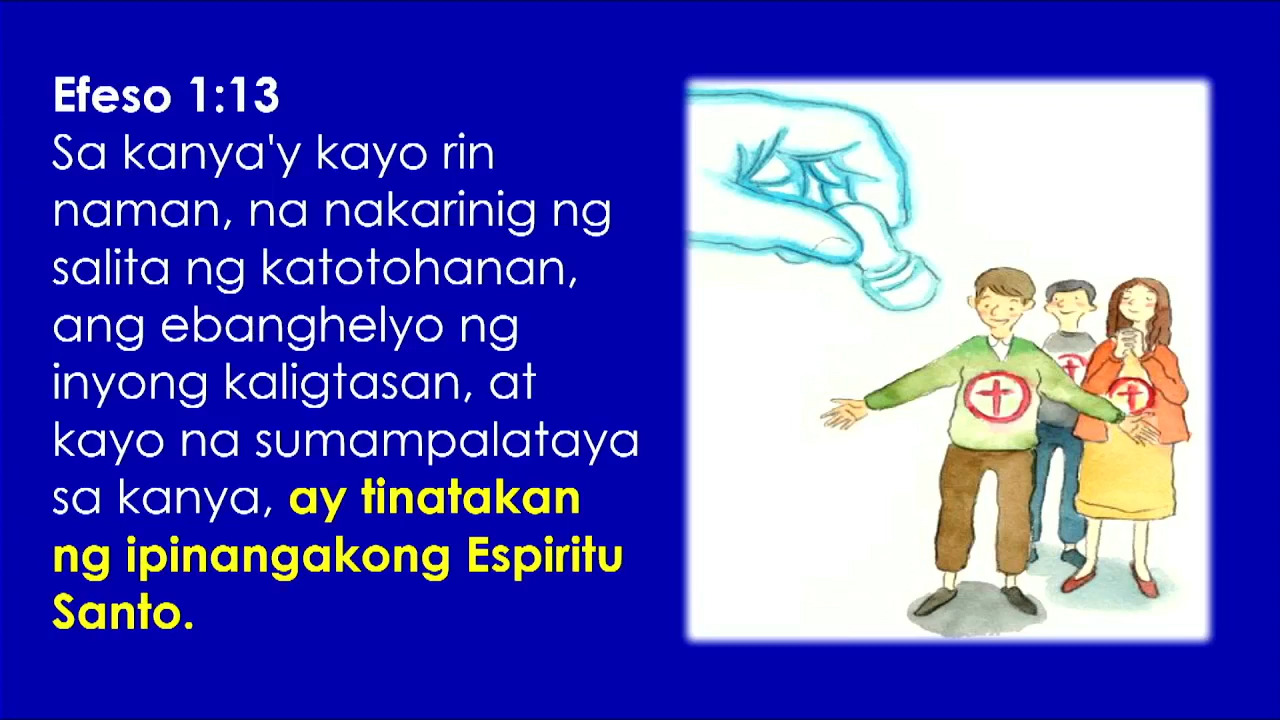 Efeso 1:13
Sa kanya'y kayo rin
naman, na nakarinig ng
salita ng katotohanan,
ang ebanghelyo ng
inyong kaligtasan, at
kayo na sumampalataya
sa kanya, ay tinatakan
ng ipinangakong Espiritu
Santo.